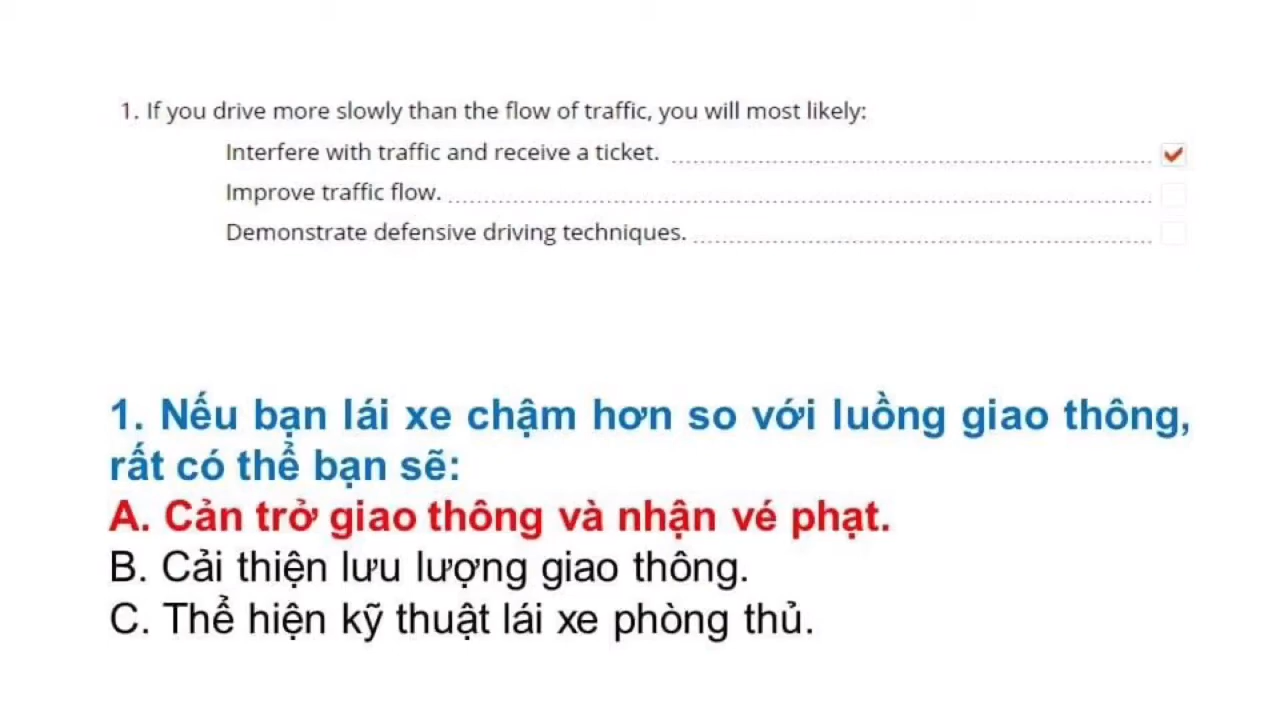 1. If you drive more slowly than the flow of traffic, you will most likely:
Interfere with traffic and receive a ticket.
Improve traffic flow.
Demonstrate defensive driving techniques.
1. Nếu bạn lái xe chậm hơn so với luồng giao thông,
rất có thể bạn sẽ:
A. Cản trở giao thông và nhận vé phạt.
B. Cải thiện lưu lượng giao thông.
C. Thể hiện kỹ thuật lái xe phòng thủ.